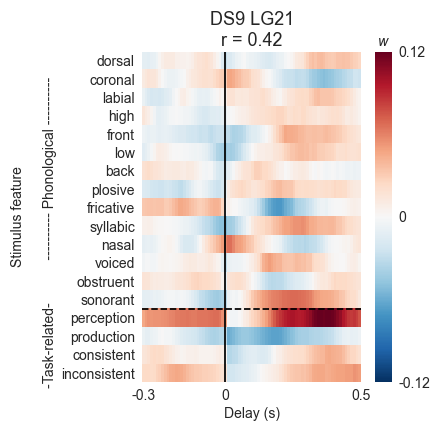 DS9 LG21
r = 0.42
w
dorsal
coronal
labial
high
front
low
back
plosive
fricative
syllabic
nasal
voiced
obstruent
sonorant
perception
production
consistent
inconsistent
Stimulus feature
---------- Phonological ----------
-Task-related-
-0.3
0
0.5
Delay (s)
0.12
0
-0.12